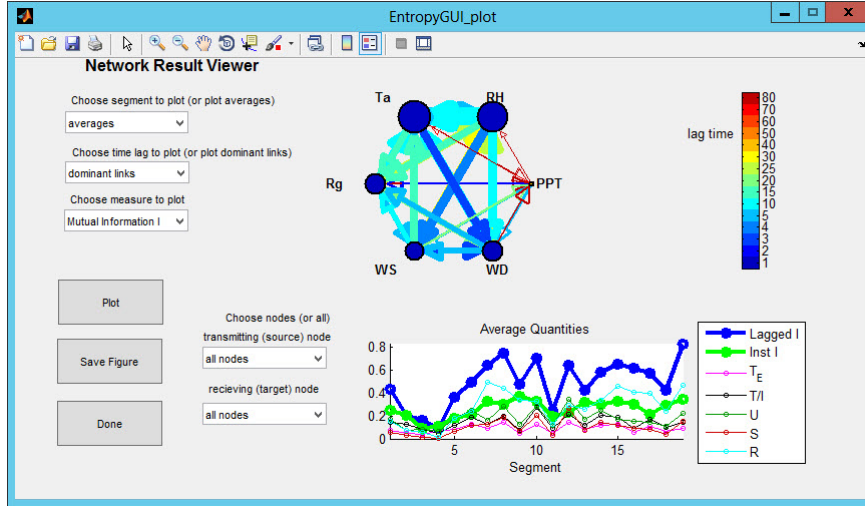 EntropyGUI_plot
Network Result Viewer
Choose segment to plot (or plot averages)
averages
Choose time lag to plot (or plot dominant links)
dominant links
Choose measure to plot
Mutual Information I
Plot
Save Figure
Done
Choose nodes (or all)
transmitting (source) node
all nodes
recieving (target) node
all nodes
Ta
RH
Rg
PPT
WS
WD
lag time
80
70
60
50
40
30
25
20
15
10
5
4
3
2
1
Average Quantities
0.8
0.6
0.4
0.2
0
5
10
15
Segment
Lagged I
Inst I
T_E
T/I
U
S
R